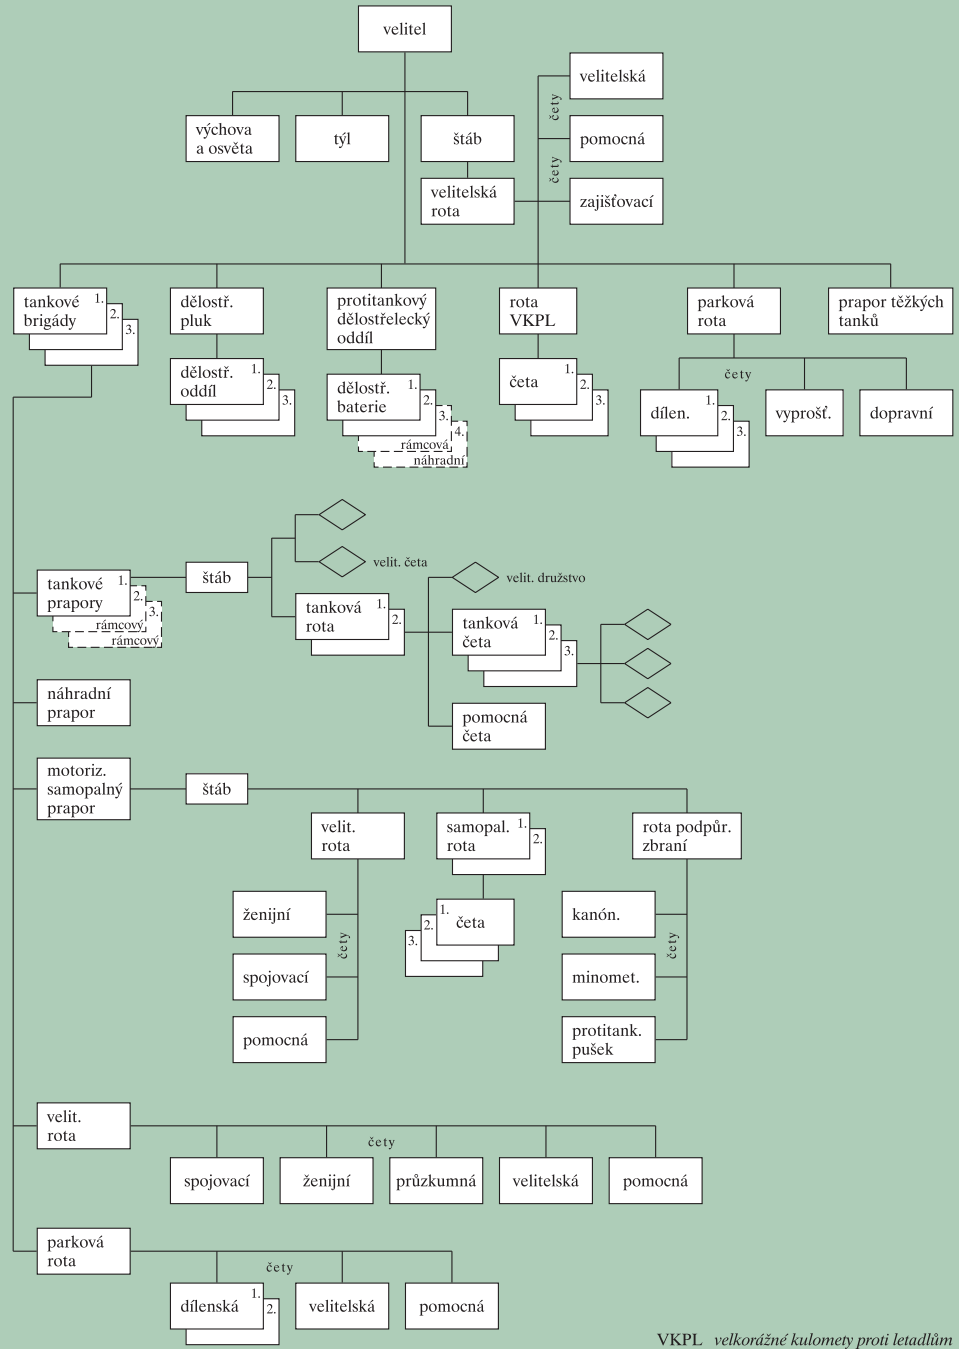 velitel
velitelská
čety
výchova
a osvěta
týl
štáb
pomocná
čety
velitelská
rota
zajišťovací
tankové
brigády
1.
2.
3.
dělostř.
pluk
protitankový
dělostřelecký
oddíl
rota
VKPL
parková
rota
prapor těžkých
tanků
dělostř.
oddíl
1.
2.
3.
dělostř.
baterie
1.
2.
3.
rámcová
4.
náhradní
četa
1.
2.
3.
čety
dílen.
1.
2.
3.
vyprošť.
dopravní
tankové
prapory
1.
2.
rámcový
3.
rámcový
štáb
velit. četa
tanková
rota
1.
2.
velit. družstvo
tanková
četa
1.
2.
3.
pomocná
četa
náhradní
prapor
motoriz.
samopalný
prapor
štáb
velit.
rota
samopal.
rota
1.
2.
rota podpůr.
zbraní
ženijní
čety
spojovací
pomocná
1.
četa
2.
3.
kanón.
čety
minomet.
protitank.
pušek
velit.
rota
čety
spojovací
ženijní
průzkumná
velitelská
pomocná
parková
rota
čety
dílenská
1.
2.
velitelská
pomocná
VKPL velkorážné kulomety proti letadlům